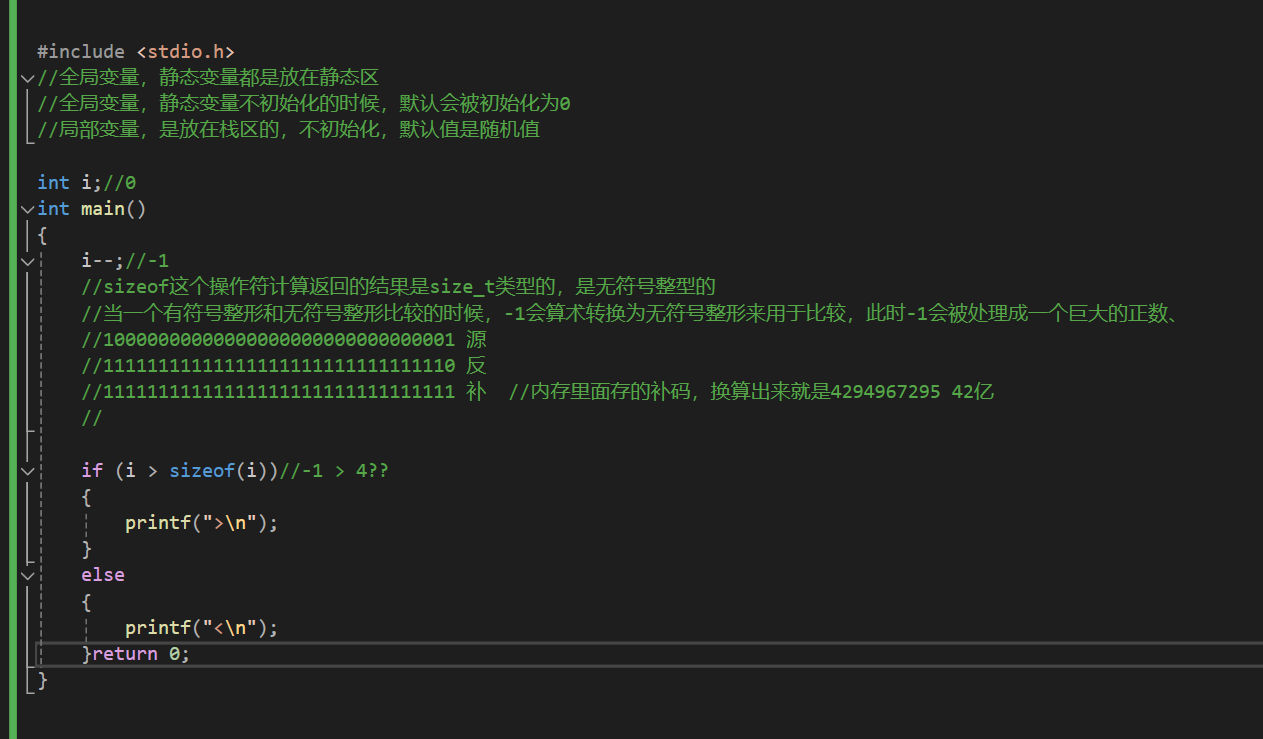 #include <stdio.h>
//全局变量，静态变量都是放在静态区
//全局变量，静态变量不初始化的时候，默认会被初始化为0
//局部变量，是放在栈区的，不初始化，默认值是随机值
int i;//0
int main()
{
i--;//-1
//sizeof这个操作符计算返回的结果是size_t类型的，是无符号整型的
//当一个有符号整形和无符号整形比较的时候，-1会算术转换为无符号整形来用于比较，此时-1会被处理成一个巨大的正数、
//10000000000000000000000000000001 源
//11111111111111111111111111111110 反
//11111111111111111111111111111111 补  //内存里面存的补码，换算出来就是4294967295 42亿
//
if (i > sizeof(i))//-1 > 4??
{
printf(">\n");
}
else
{
printf("<\n");
}return 0;
}